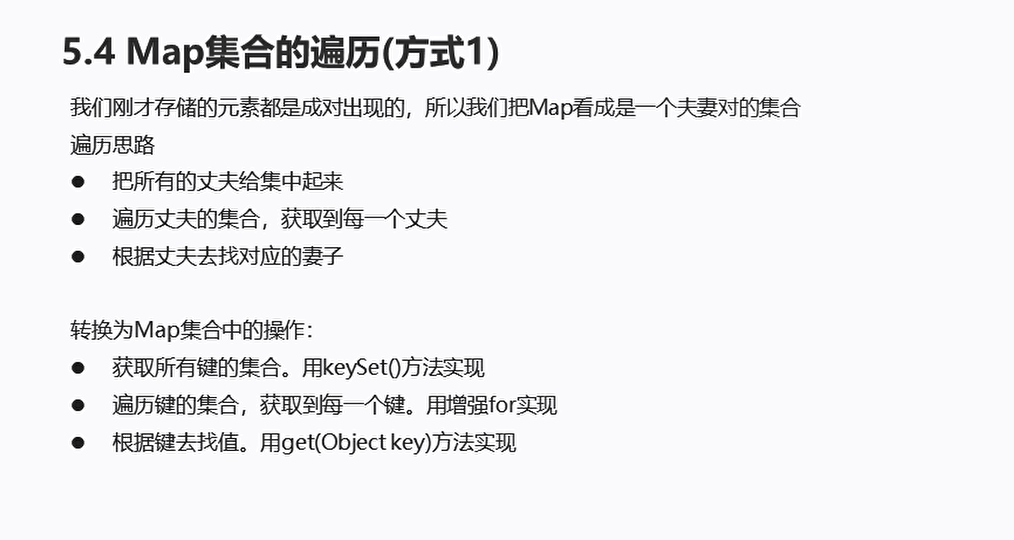 5.4 Map集合的遍历(方式1)
我们刚才存储的元素都是成对出现的，所以我们把Map看成是一个夫妻对的集合
遍历思路
● 把所有的丈夫给集中起来
● 遍历丈夫的集合，获取到每一个丈夫
● 根据丈夫去找对应的妻子
转换为Map集合中的操作：
● 获取所有键的集合。用keySet()方法实现
● 遍历键的集合，获取到每一个键。用增强for实现
● 根据键去找值。用get(Object key)方法实现